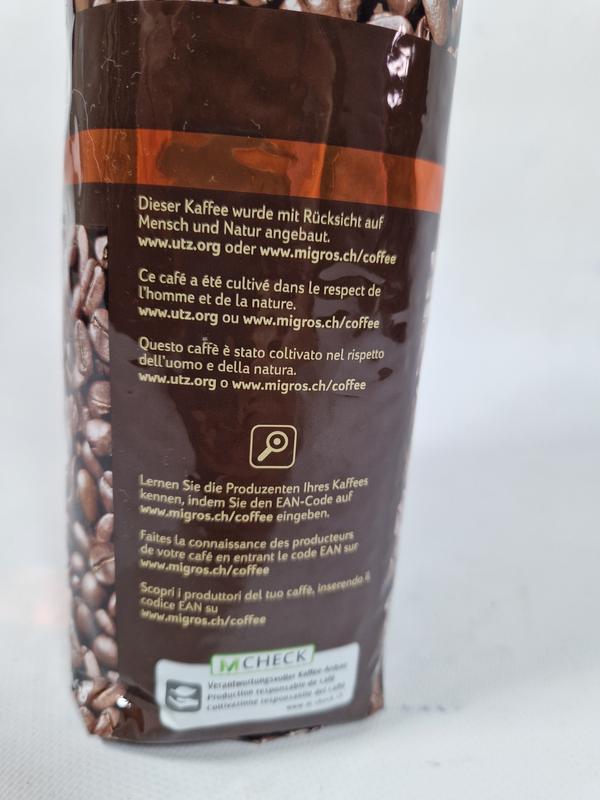 Dieser Kaffee wurde mit Rücksicht auf
Mensch und Natur angebaut.
www.utz.org oder www.migros.ch/coffee
Ce café a été cultivé dans le respect de
l'homme et de la nature.
www.utz.org ou www.migros.ch/coffee
Questo caffè è stato coltivato nel rispetto
dell'uomo e della natura.
www.utz.org o www.migros.ch/coffee
Lernen Sie die Produzenten Ihres Kaffees
kennen, indem Sie den EAN-Code auf
www.migros.ch/coffee eingeben.
Faites la connaissance des producteurs
de votre café en entrant le code EAN sur
www.migros.ch/coffee
Scopri i produttori del tuo caffè, inserendo il
codice EAN su
www.migros.ch/coffee
M CHECK
Verantwortungsvoller Kaffee-Anbau
Production responsable de café
Coltivazione responsabile del caffè
www.m-check.ch